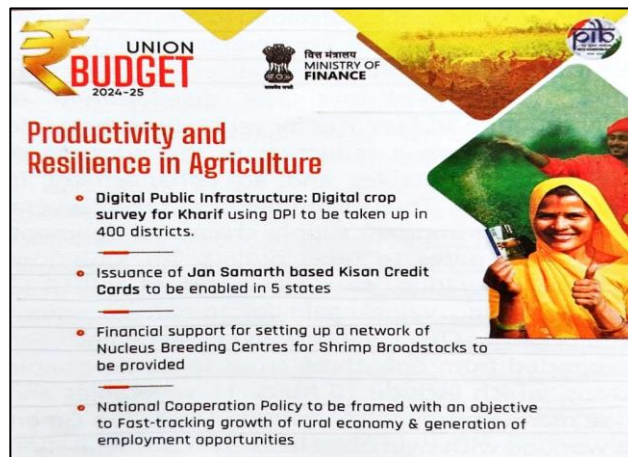 UNION
BUDGET
2024-25
वित्त मंत्रालय
MINISTRY OF
FINANCE
सत्यमेव जयते
pib
Productivity and
Resilience in Agriculture
Digital Public Infrastructure: Digital crop
survey for Kharif using DPI to be taken up in
400 districts.
Issuance of Jan Samarth based Kisan Credit
Cards to be enabled in 5 states
Financial support for setting up a network of
Nucleus Breeding Centres for Shrimp Broadstocks to
be provided
National Cooperation Policy to be framed with an objective
to Fast-tracking growth of rural economy & generation of
employment opportunities